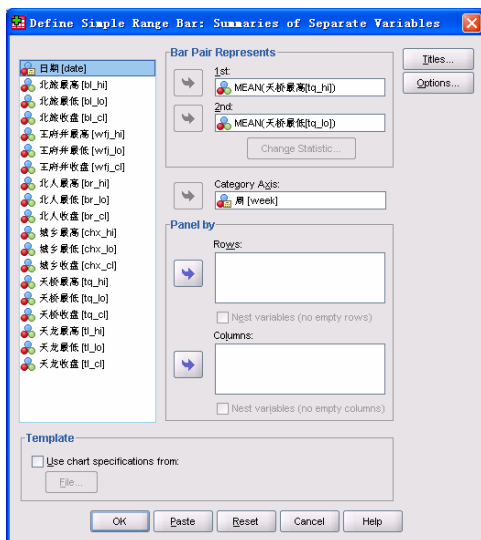 Define Simple Range Bar: Summaries of Separate Variables
日期 [date]
北旅最高 [bl_hi]
北旅最低 [bl_lo]
北旅收盘 [bl_cl]
王府井最高 [wfj_hi]
王府井最低 [wfj_lo]
王府井收盘 [wfj_cl]
北人最高 [br_hi]
北人最低 [br_lo]
北人收盘 [br_cl]
城乡最高 [chx_hi]
城乡最低 [chx_lo]
城乡收盘 [chx_cl]
天桥最高 [tq_hi]
天桥最低 [tq_lo]
天桥收盘 [tq_cl]
天龙最高 [tl_hi]
天龙最低 [tl_lo]
天龙收盘 [tl_cl]
Bar Pair Represents
1st:
MEAN(天桥最高[tq_hi])
2nd:
MEAN(天桥最低[tq_lo])
Change Statistic...
Category Axis:
周 [week]
Panel by
Rows:
Nest variables (no empty rows)
Columns:
Nest variables (no empty columns)
Titles...
Options...
Template
Use chart specifications from:
File...
OK
Paste
Reset
Cancel
Help